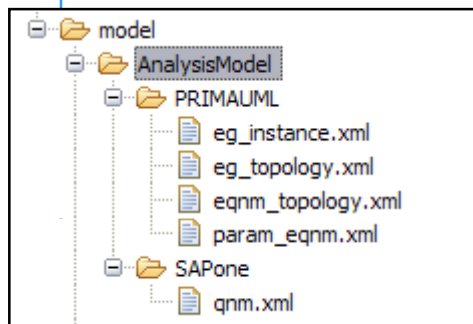 model
AnalysisModel
PRIMAUML
eg_instance.xml
eg_topology.xml
eqnm_topology.xml
param_eqnm.xml
SAPone
qnm.xml